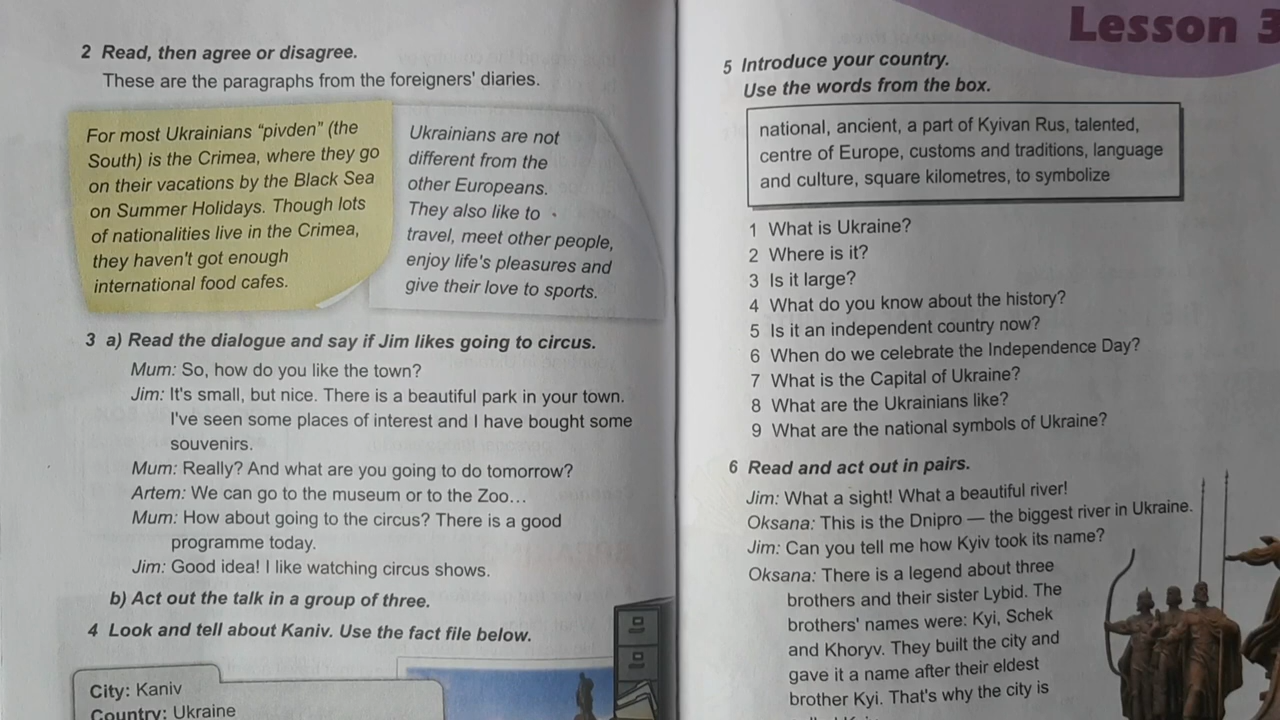 2 Read, then agree or disagree.
These are the paragraphs from the foreigners' diaries.
For most Ukrainians “pivden” (the
South) is the Crimea, where they go
on their vacations by the Black Sea
on Summer Holidays. Though lots
of nationalities live in the Crimea,
they haven't got enough
international food cafes.
Ukrainians are not
different from the
other Europeans.
They also like to
travel, meet other people,
enjoy life's pleasures and
give their love to sports.
3 a) Read the dialogue and say if Jim likes going to circus.
Mum: So, how do you like the town?
Jim: It's small, but nice. There is a beautiful park in your town.
I've seen some places of interest and I have bought some
souvenirs.
Mum: Really? And what are you going to do tomorrow?
Artem: We can go to the museum or to the Zoo...
Mum: How about going to the circus? There is a good
programme today.
Jim: Good idea! I like watching circus shows.
b) Act out the talk in a group of three.
4 Look and tell about Kaniv. Use the fact file below.
City: Kaniv
Country: Ukraine
Lesson 3
5 Introduce your country.
Use the words from the box.
national, ancient, a part of Kyivan Rus, talented,
centre of Europe, customs and traditions, language
and culture, square kilometres, to symbolize
1 What is Ukraine?
2 Where is it?
3 Is it large?
4 What do you know about the history?
5 Is it an independent country now?
6 When do we celebrate the Independence Day?
7 What is the Capital of Ukraine?
8 What are the Ukrainians like?
9 What are the national symbols of Ukraine?
6 Read and act out in pairs.
Jim: What a sight! What a beautiful river!
Oksana: This is the Dnipro — the biggest river in Ukraine.
Jim: Can you tell me how Kyiv took its name?
Oksana: There is a legend about three
brothers and their sister Lybid. The
brothers' names were: Kyi, Schek
and Khoryv. They built the city and
gave it a name after their eldest
brother Kyi. That's why the city is